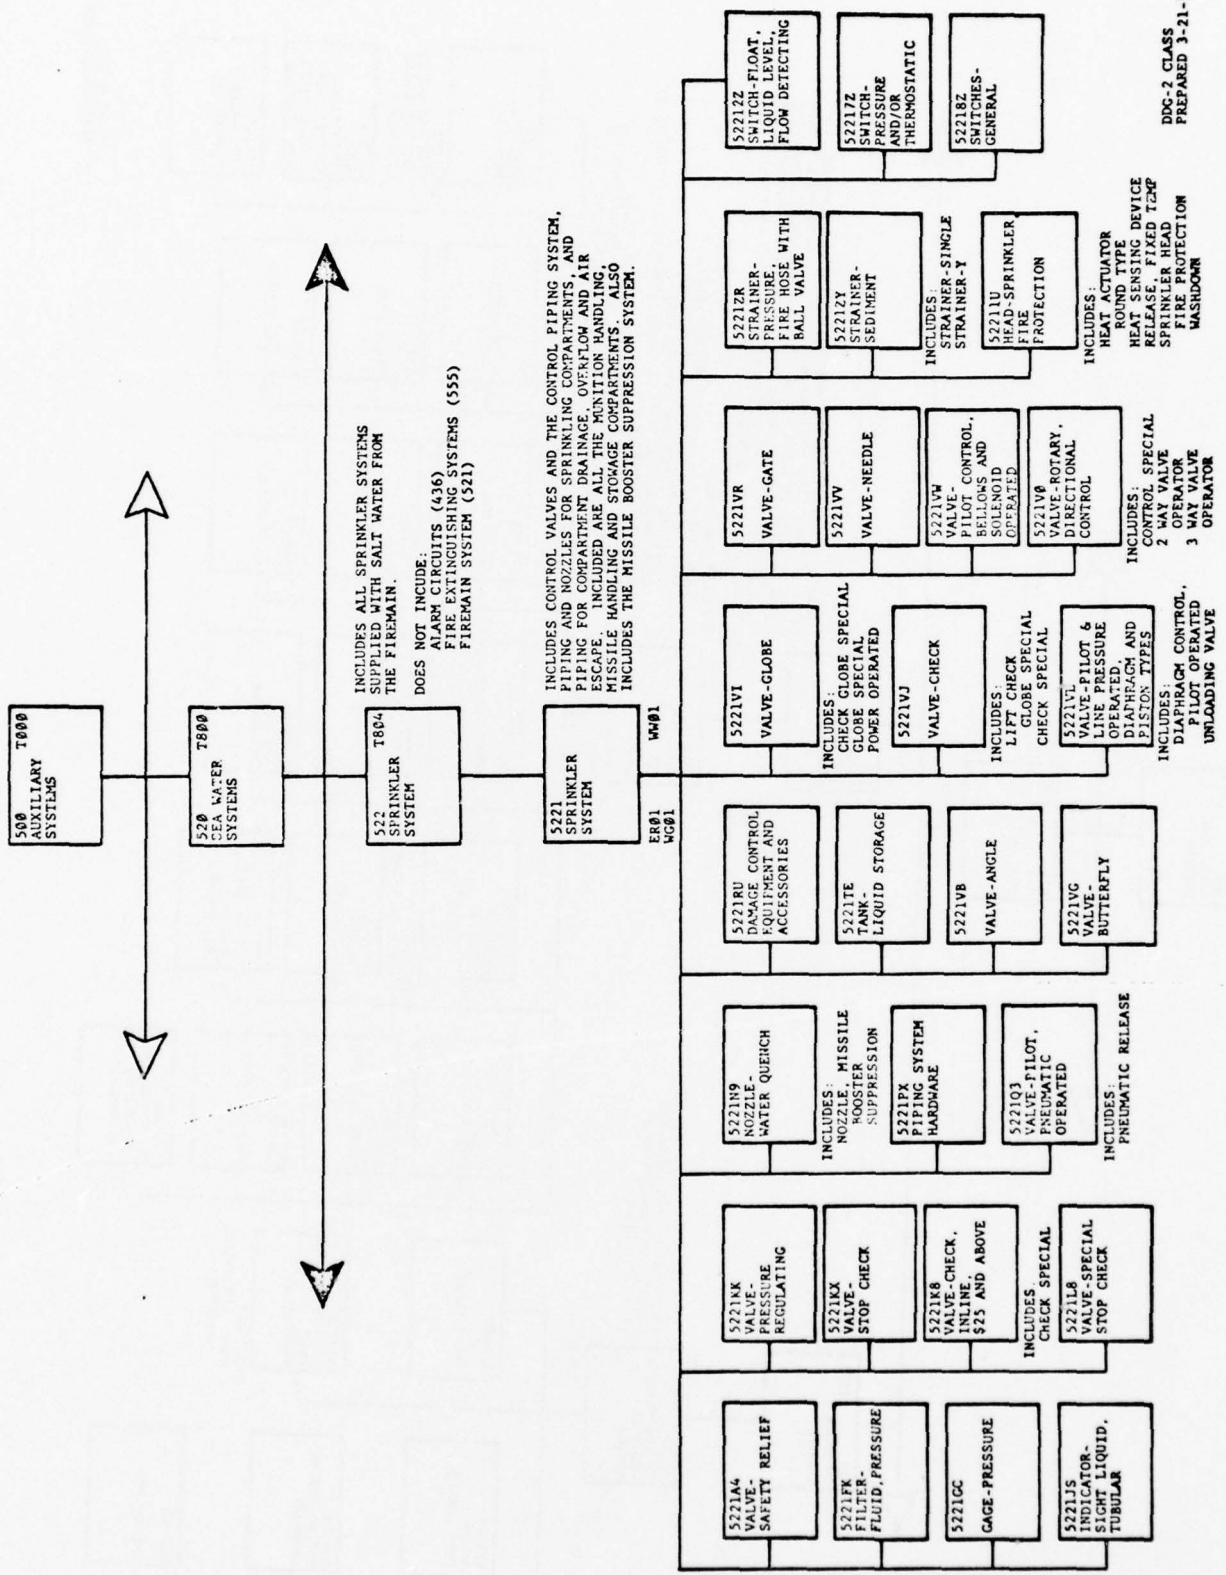 500 T000
AUXILIARY
SYSTEMS
520 T800
SEA WATER
SYSTEMS
522 T804
SPRINKLER
SYSTEM
INCLUDES ALL SPRINKLER SYSTEMS
SUPPLIED WITH SALT WATER FROM
THE FIREMAIN.
DOES NOT INCUDE:
ALARM CIRCUITS (436)
FIRE EXTINGUISHING SYSTEMS (555)
FIREMAIN SYSTEM (521)
5221
SPRINKLER
SYSTEM
INCLUDES CONTROL VALVES AND THE CONTROL PIPING SYSTEM,
PIPING AND NOZZLES FOR SPRINKLING COMPARTMENTS, AND
PIPING FOR COMPARTMENT DRAINAGE, OVERFLOW AND AIR
ESCAPE. INCLUDED ARE ALL THE MUNITION HANDLING,
MISSILE HANDLING AND STOWAGE COMPARTMENTS. ALSO
INCLUDES THE MISSILE BOOSTER SUPPRESSION SYSTEM.
ERØ1 WWØ1
WGØ1
5221A4
VALVE-
SAFETY RELIEF
5221FK
FILTER-
FLUID,PRESSURE
5221GC
GAGE-PRESSURE
5221JS
INDICATOR-
SIGHT LIQUID,
TUBULAR
5221KK
VALVE-
PRESSURE
REGULATING
5221KX
VALVE-
STOP CHECK
5221K8
VALVE-CHECK,
INLINE,
$25 AND ABOVE
INCLUDES
CHECK SPECIAL
5221L8
VALVE-SPECIAL
STOP CHECK
5221N9
NOZZLE-
WATER QUENCH
INCLUDES:
NOZZLE, MISSILE
BOOSTER
SUPPRESSION
5221PX
PIPING SYSTEM
HARDWARE
5221Q3
VALVE-PILOT,
PNEUMATIC
OPERATED
INCLUDES:
PNEUMATIC RELEASE
5221RU
DAMAGE CONTROL
EQUIPMENT AND
ACCESSORIES
5221TE
TANK-
LIQUID STORAGE
5221VB
VALVE-ANGLE
5221VG
VALVE-
BUTTERFLY
5221VI
VALVE-GLOBE
INCLUDES:
CHECK GLOBE SPECIAL
GLOBE SPECIAL
POWER OPERATED
5221VJ
VALVE-CHECK
INCLUDES:
LIFT CHECK
GLOBE SPECIAL
CHECK SPECIAL
5221VL
VALVE-PILOT &
LINE PRESSURE
OPERATED,
DIAPHRAGM AND
PISTON TYPES
INCLUDES:
DIAPHRAGM CONTROL,
PILOT OPERATED
UNLOADING VALVE
5221VR
VALVE-GATE
5221VV
VALVE-NEEDLE
5221VW
VALVE-
PILOT CONTROL,
BELLOWS AND
SOLENOID
OPERATED
5221VØ
VALVE-ROTARY,
DIRECTIONAL
CONTROL
INCLUDES:
CONTROL SPECIAL
2 WAY VALVE
OPERATOR
3 WAY VALVE
OPERATOR
5221ZR
STRAINER-
PRESSURE,
FIRE HOSE WITH
BALL VALVE
5221ZY
STRAINER-
SEDIMENT
INCLUDES:
STRAINER-SINGLE
STRAINER-Y
52211U
HEAD-SPRINKLER
FIRE
PROTECTION
INCLUDES:
HEAT ACTUATOR
ROUND TYPE
HEAT SENSING DEVICE
RELEASE, FIXED TEMP
SPRINKLER HEAD
FIRE PROTECTION
WASHDOWN
52212Z
SWITCH-FLOAT,
LIQUID LEVEL,
FLOW DETECTING
52217Z
SWITCH-
PRESSURE
AND/OR
THERMOSTATIC
52218Z
SWITCHES-
GENERAL
DDG-2 CLASS
PREPARED 3-21-